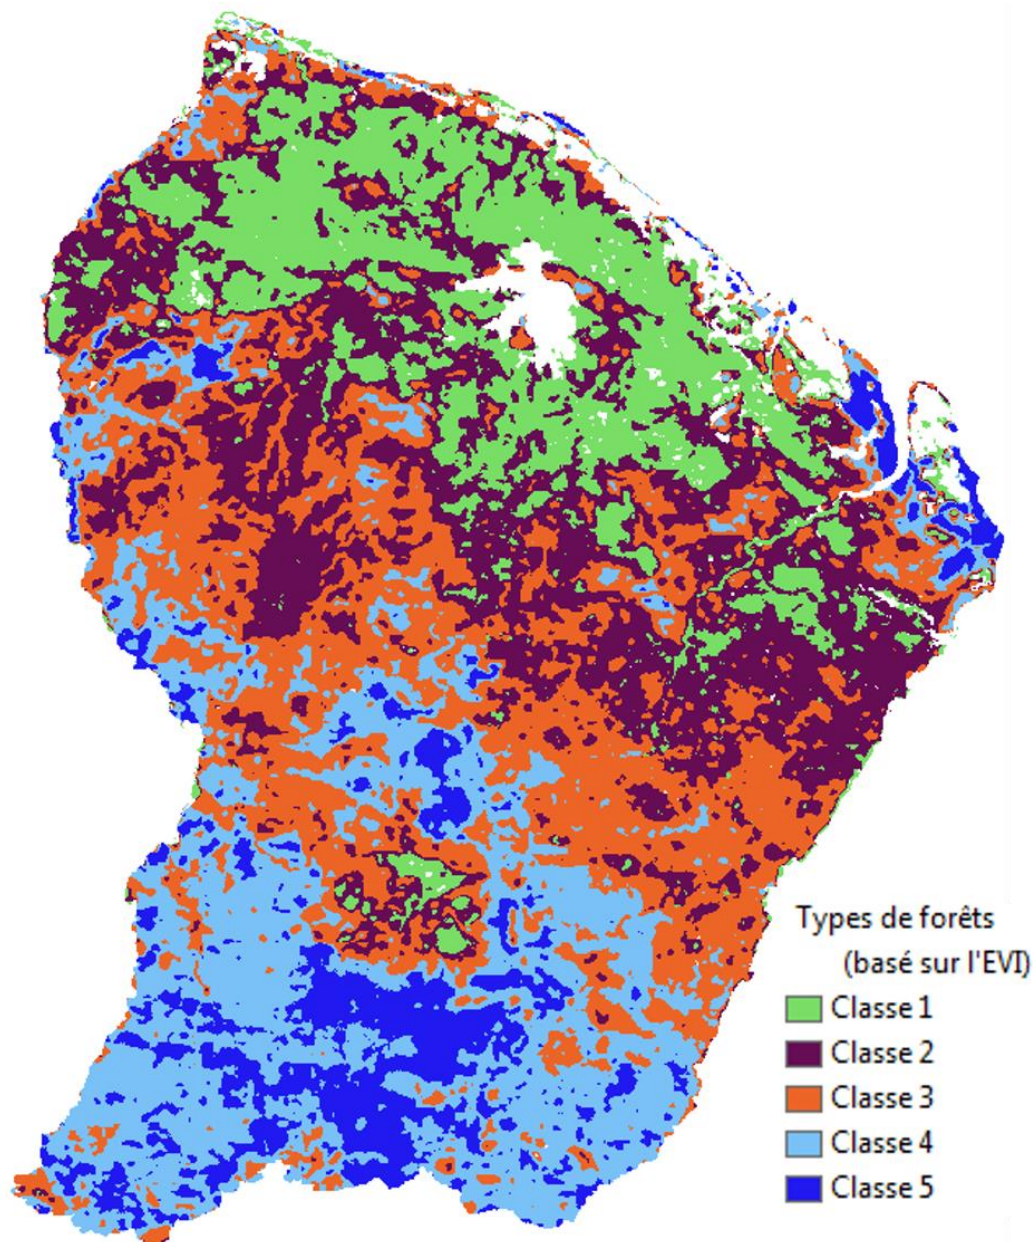 Types de forêts
(basé sur l'EVI)
Classe 1
Classe 2
Classe 3
Classe 4
Classe 5